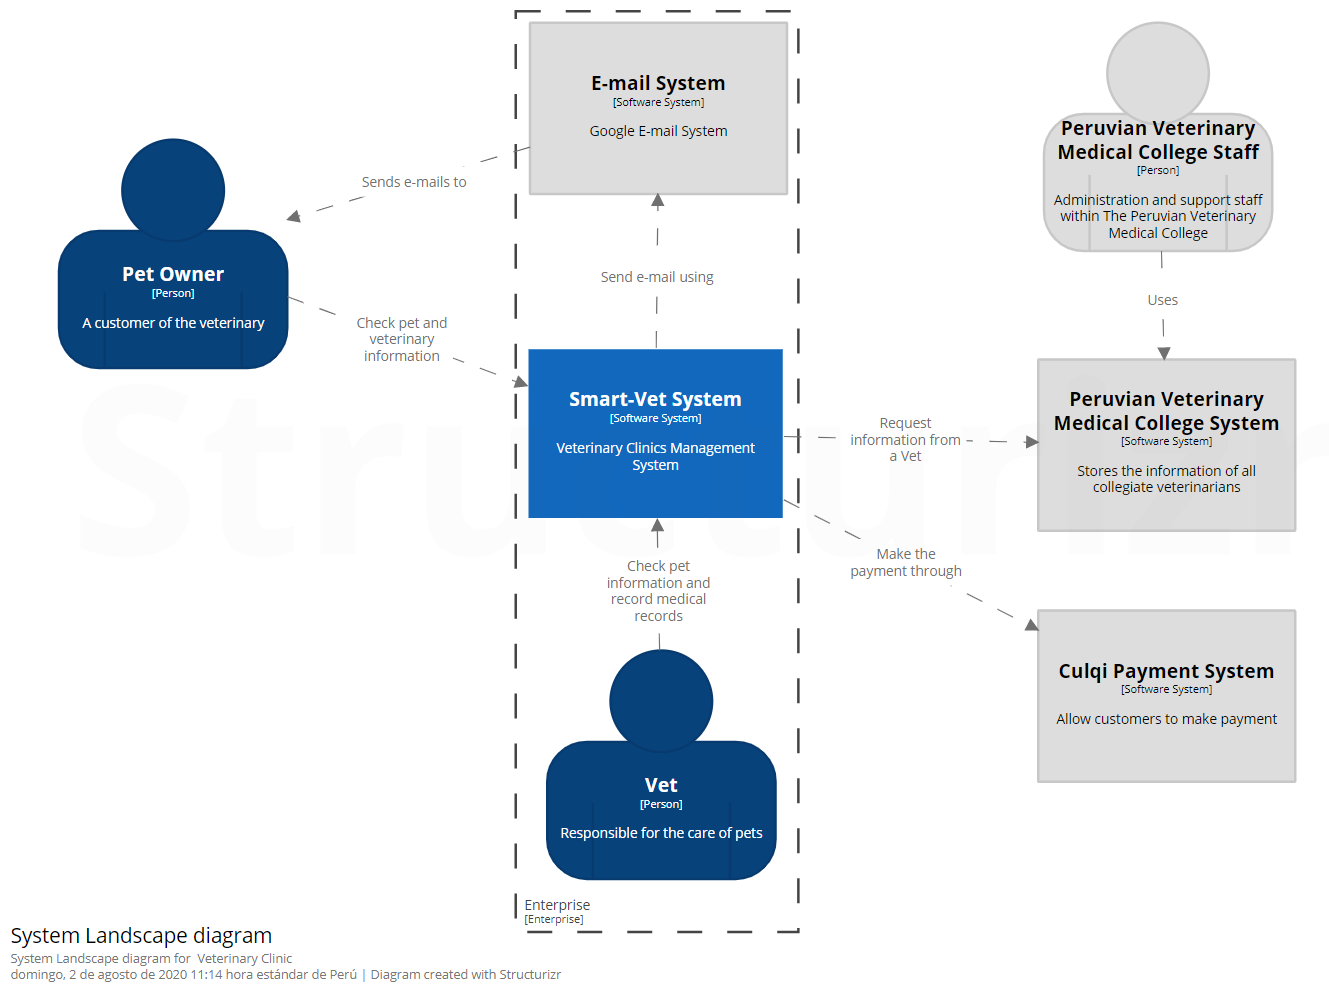 E-mail System
[Software System]
Google E-mail System
Peruvian Veterinary
Medical College Staff
[Person]
Administration and support staff
within The Peruvian Veterinary
Medical College
Sends e-mails to
Pet Owner
[Person]
A customer of the veterinary
Send e-mail using
Uses
Check pet and
veterinary
information
Smart-Vet System
[Software System]
Veterinary Clinics Management
System
Request
information from
a Vet
Peruvian Veterinary
Medical College System
[Software System]
Stores the information of all
collegiate veterinarians
Structurizr
Check pet
information and
record medical
records
Make the
payment through
Culqi Payment System
[Software System]
Allow customers to make payment
Vet
[Person]
Responsible for the care of pets
Enterprise
[Enterprise]
System Landscape diagram
System Landscape diagram for Veterinary Clinic
domingo, 2 de agosto de 2020 11:14 hora estándar de Perú | Diagram created with Structurizr